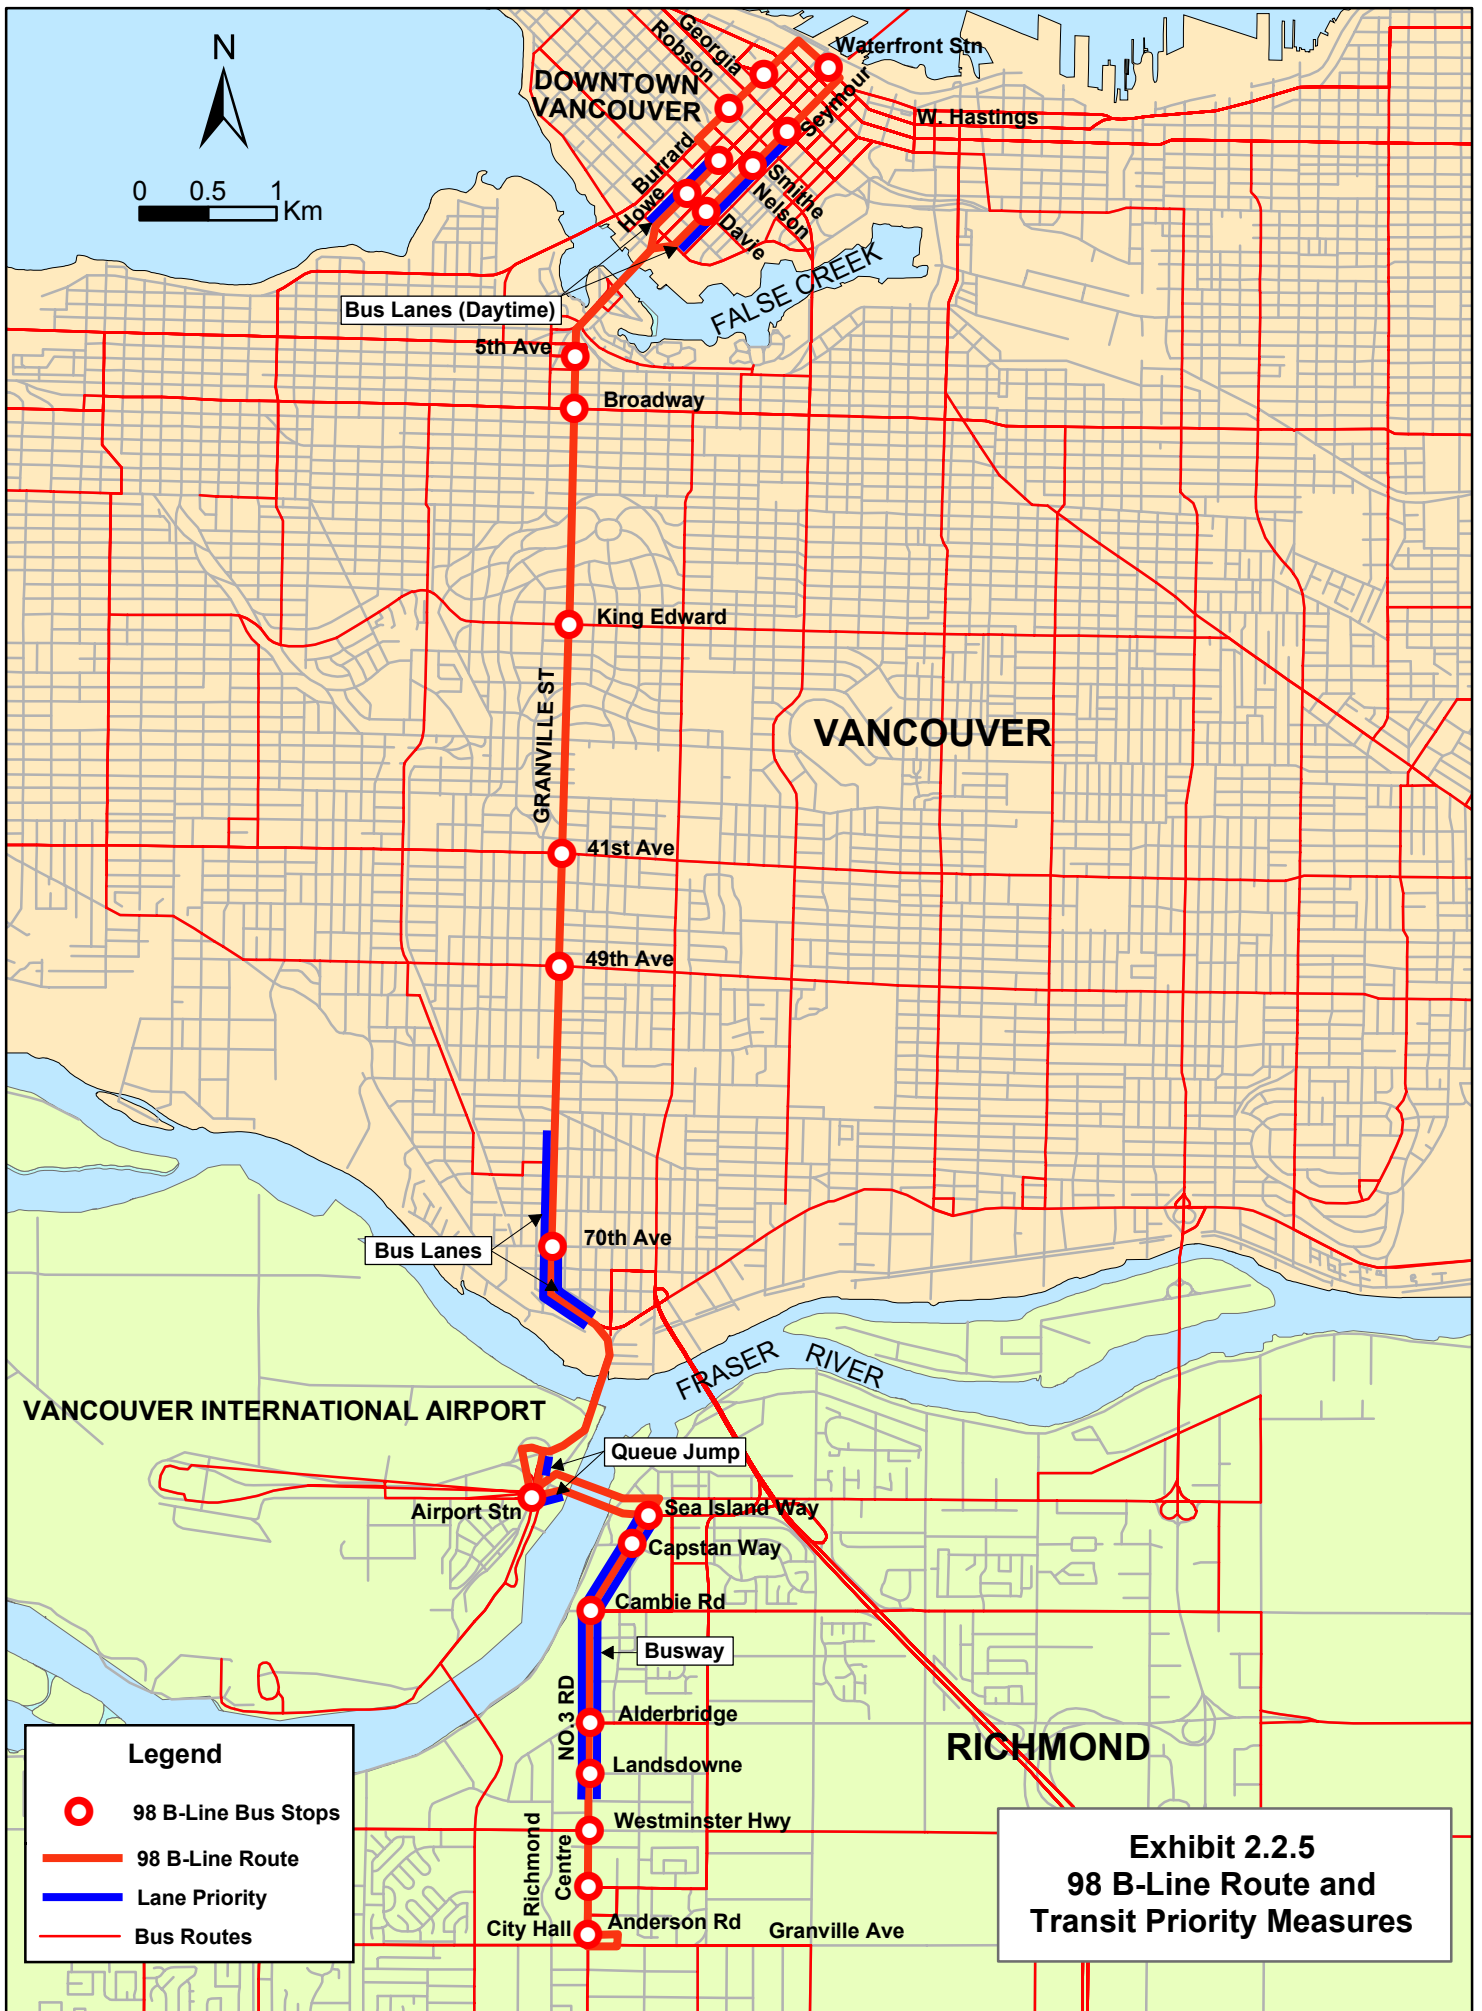 N
0 0.5 1
Km
DOWNTOWN
VANCOUVER
Georgia
Robson
Waterfront Stn
Seymour
W. Hastings
Burrard
Howe
Smithe
Nelson
Davie
FALSE CREEK
Bus Lanes (Daytime)
5th Ave
Broadway
King Edward
GRANVILLE ST
VANCOUVER
41st Ave
49th Ave
70th Ave
Bus Lanes
FRASER RIVER
VANCOUVER INTERNATIONAL AIRPORT
Queue Jump
Airport Stn
Sea Island Way
Capstan Way
Cambie Rd
Busway
NO.3 RD
Alderbridge
RICHMOND
Landsdowne
Westminster Hwy
Richmond
Centre
City Hall
Anderson Rd
Granville Ave
Legend
98 B-Line Bus Stops
98 B-Line Route
Lane Priority
Bus Routes
Exhibit 2.2.5
98 B-Line Route and
Transit Priority Measures